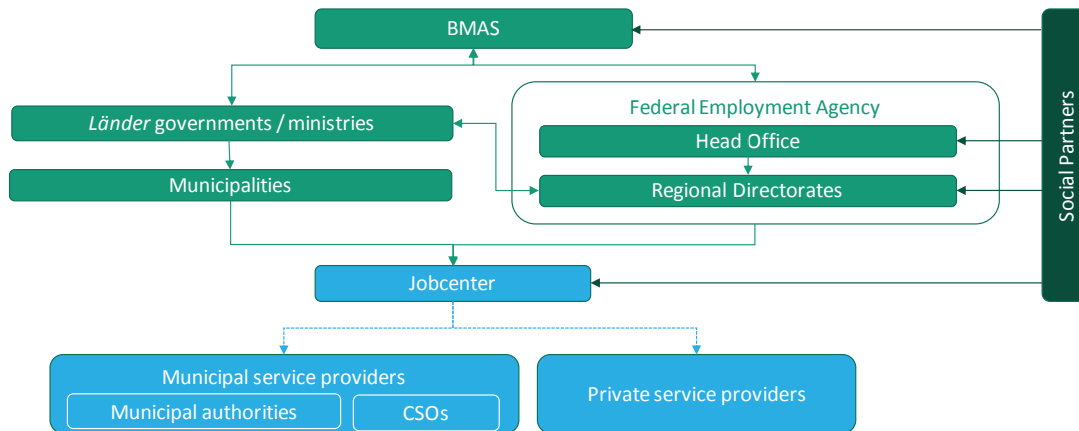 BMAS
Federal Employment Agency
Länder governments / ministries
Head Office
Municipalities
Regional Directorates
Social Partners
Jobcenter
Municipal service providers
Private service providers
Municipal authorities
CSOs